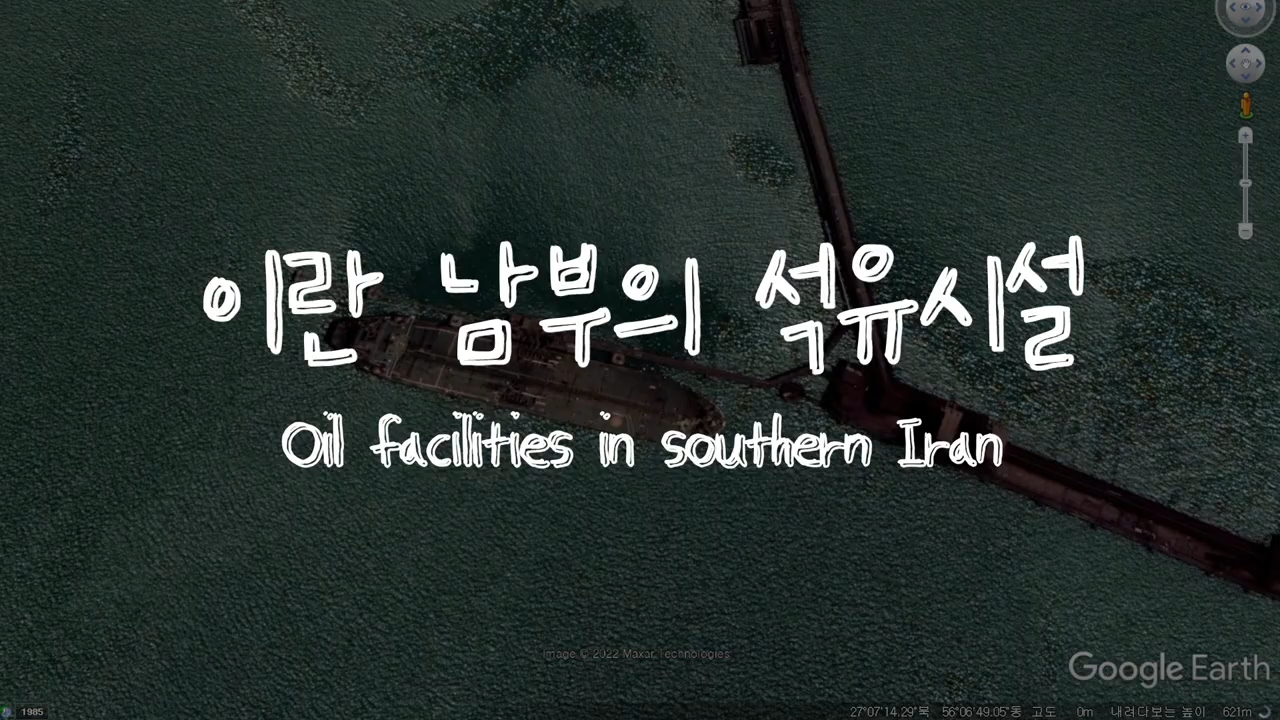 이란 남부의 석유시설
Oil facilities in southern Iran
Image © 2022 Maxar Technologies
Google Earth
1985
27°07'14.29"북 56°06'49.05"동 고도 0m 내려다보는 높이 621m